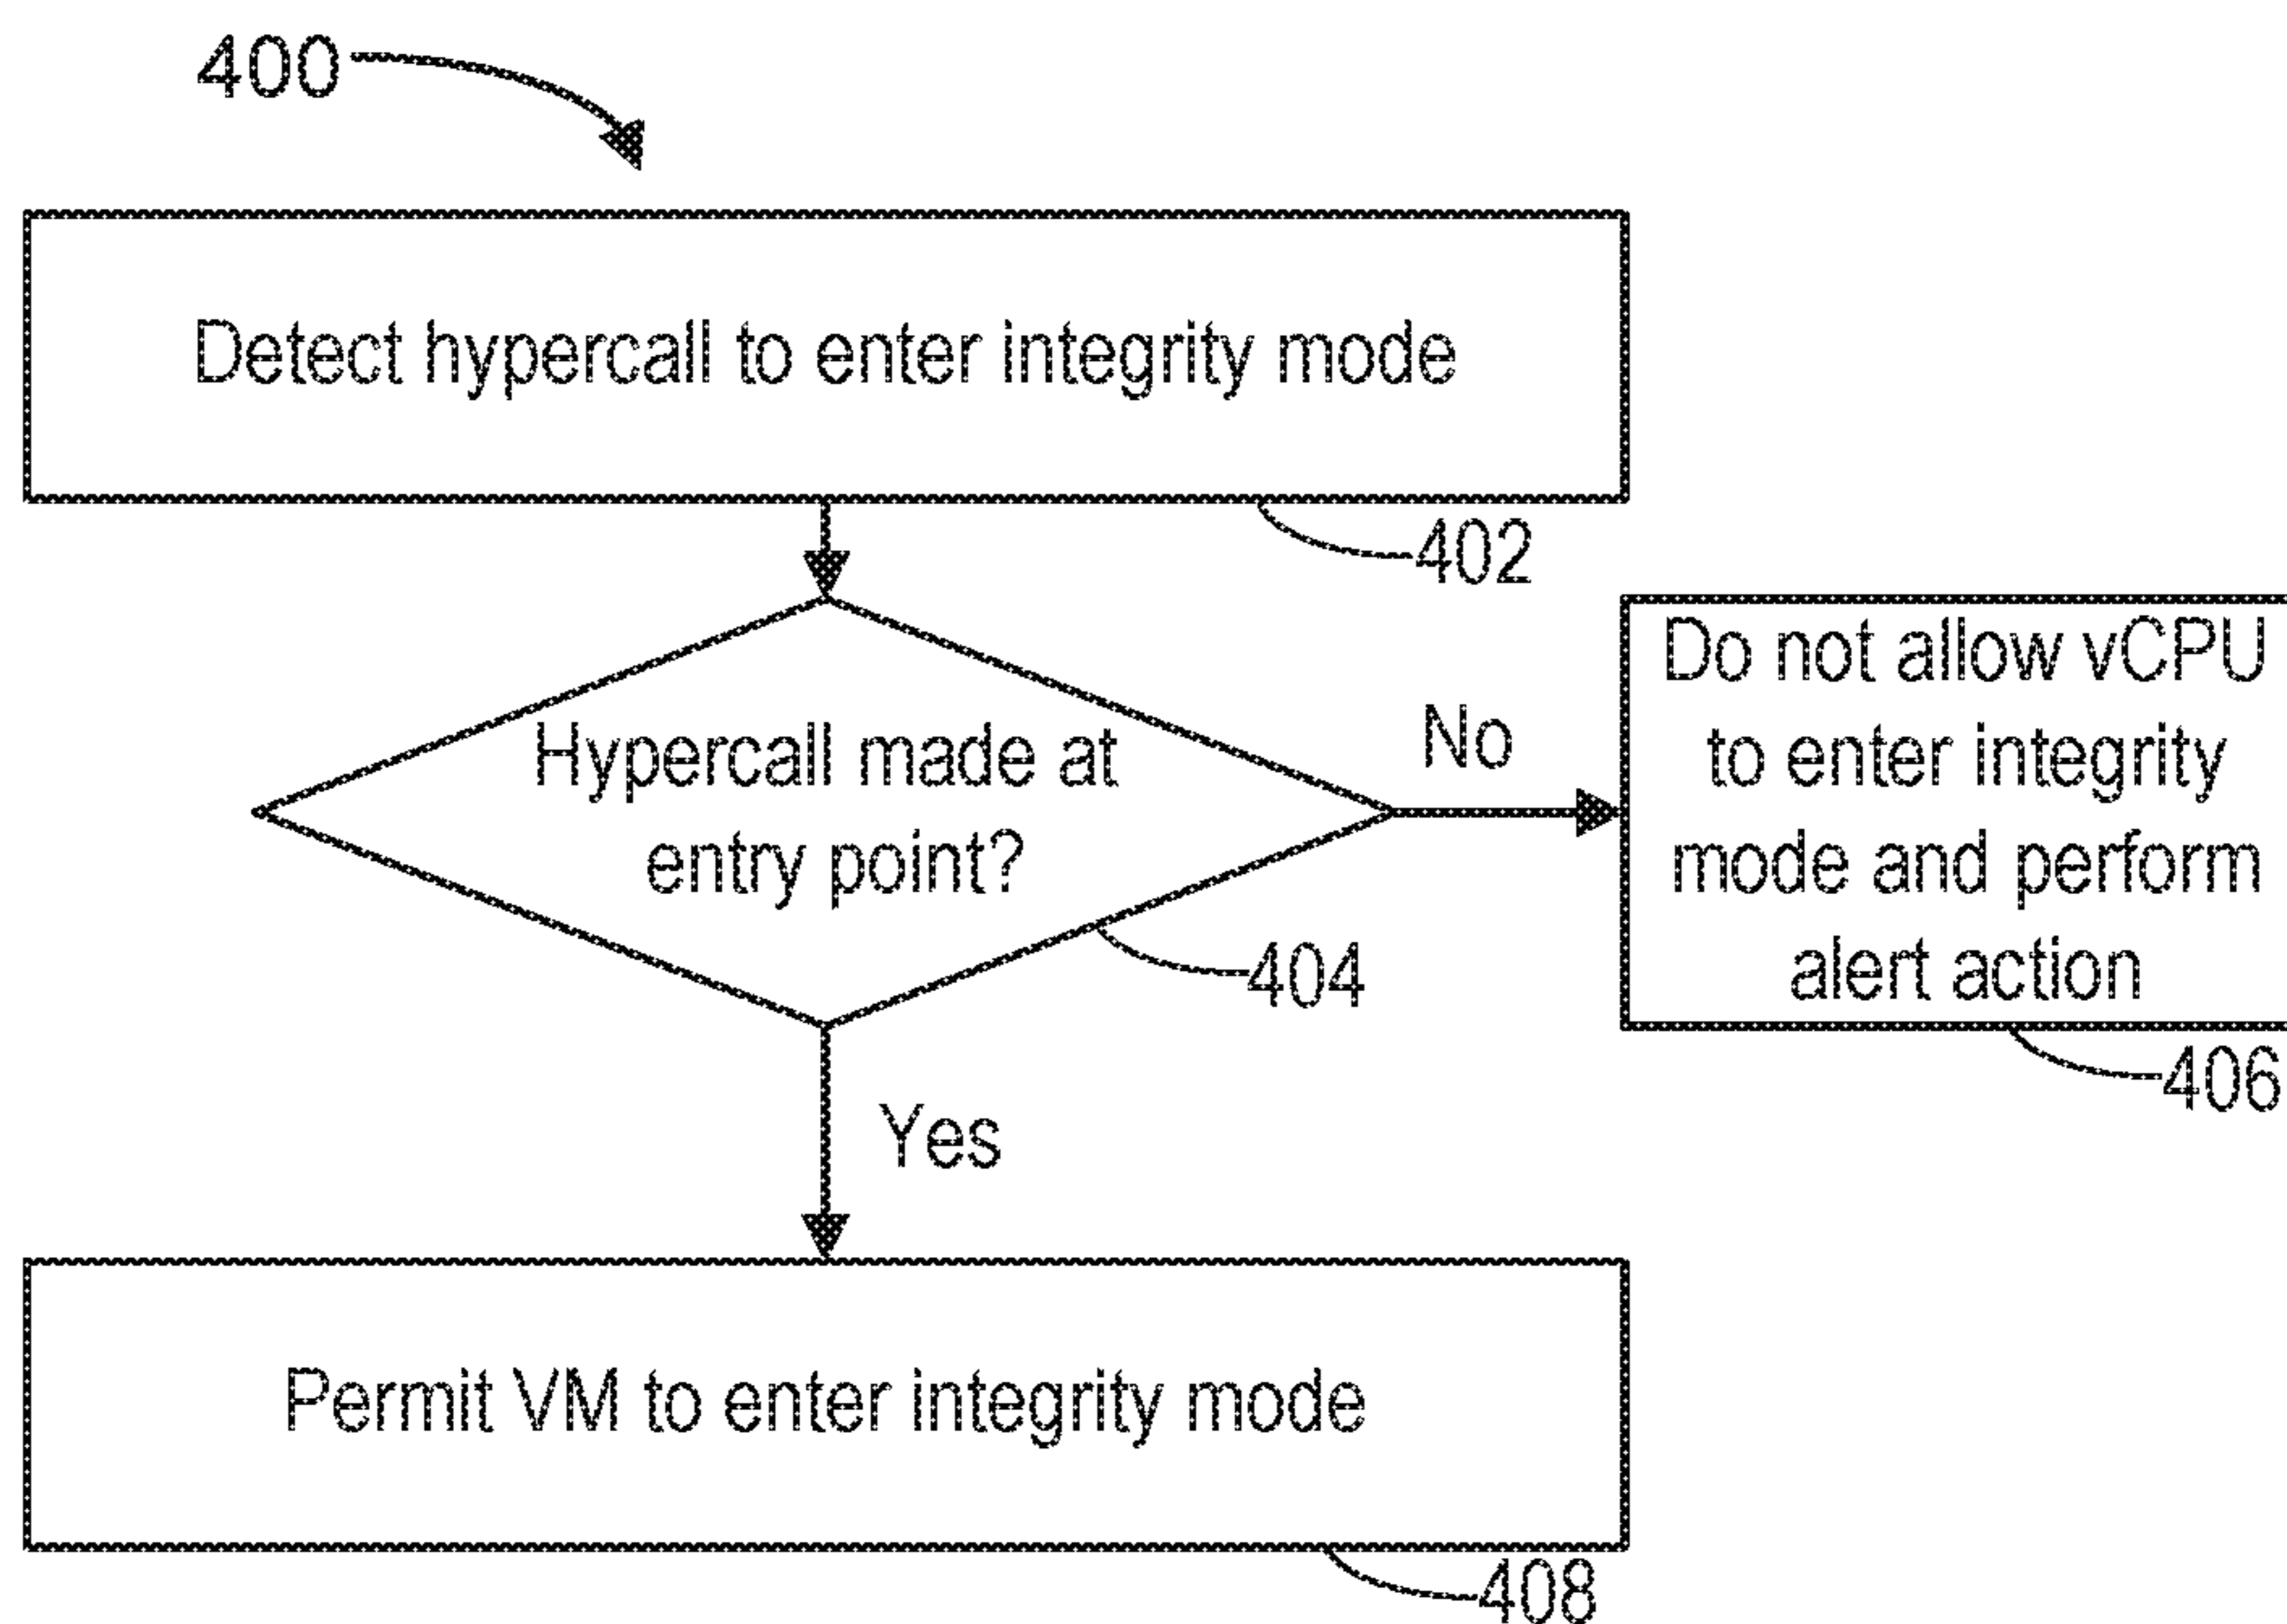 400
Detect hypercall to enter integrity mode
402
Hypercall made at
entry point?
404
No
Do not allow vCPU
to enter integrity
mode and perform
alert action
406
Yes
Permit VM to enter integrity mode
408